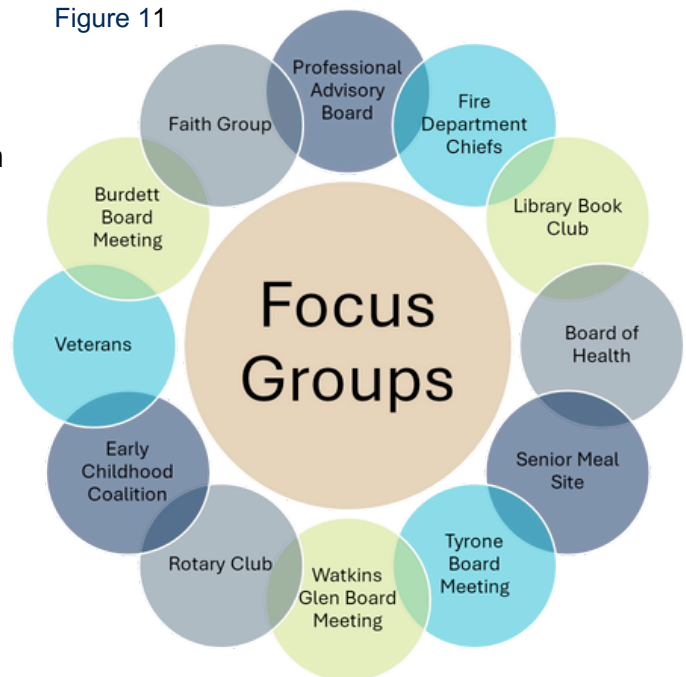 Figure 11
Professional
Advisory
Board
Fire
Department
Chiefs
Library Book
Club
Board of
Health
Senior Meal
Site
Tyrone
Board
Meeting
Watkins
Glen Board
Meeting
Rotary Club
Early
Childhood
Coalition
Veterans
Burdett
Board
Meeting
Faith Group
Focus
Groups